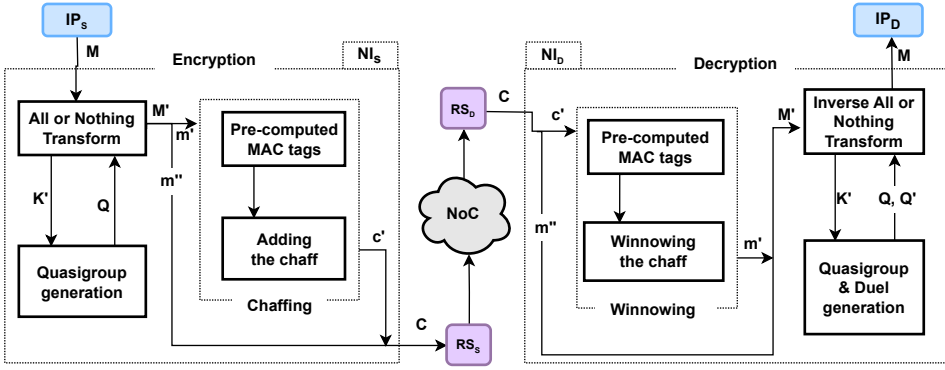 IPS
M
Encryption
NIS
All or Nothing
Transform
M'
m'
m''
K'
Q
Quasigroup
generation
Pre-computed
MAC tags
Adding
the chaff
c'
Chaffing
C
RSS
NoC
RSD
C
NID
Decryption
IPD
M
c'
m''
Pre-computed
MAC tags
Winnowing
the chaff
m'
Winnowing
M'
Inverse All or
Nothing
Transform
K'
Q, Q'
Quasigroup
& Duel
generation